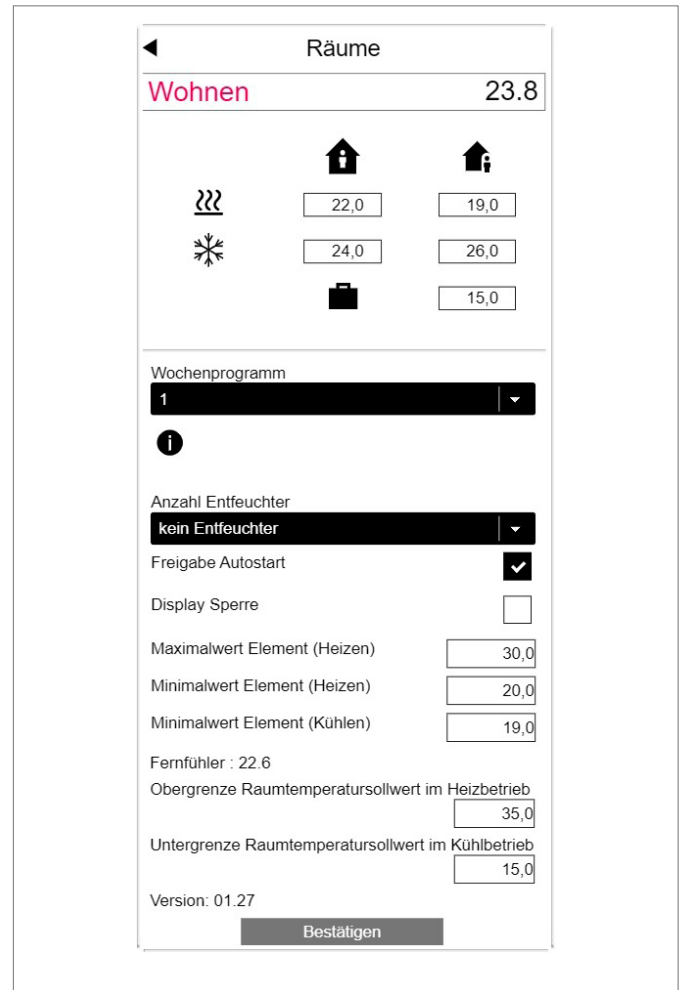 Räume
Wohnen 23.8
22,0 19,0
24,0 26,0
15,0
Wochenprogramm
1
Anzahl Entfeuchter
kein Entfeuchter
Freigabe Autostart
Display Sperre
Maximalwert Element (Heizen) 30,0
Minimalwert Element (Heizen) 20,0
Minimalwert Element (Kühlen) 19,0
Fernfühler : 22.6
Obergrenze Raumtemperatursollwert im Heizbetrieb
35,0
Untergrenze Raumtemperatursollwert im Kühlbetrieb
15,0
Version: 01.27
Bestätigen